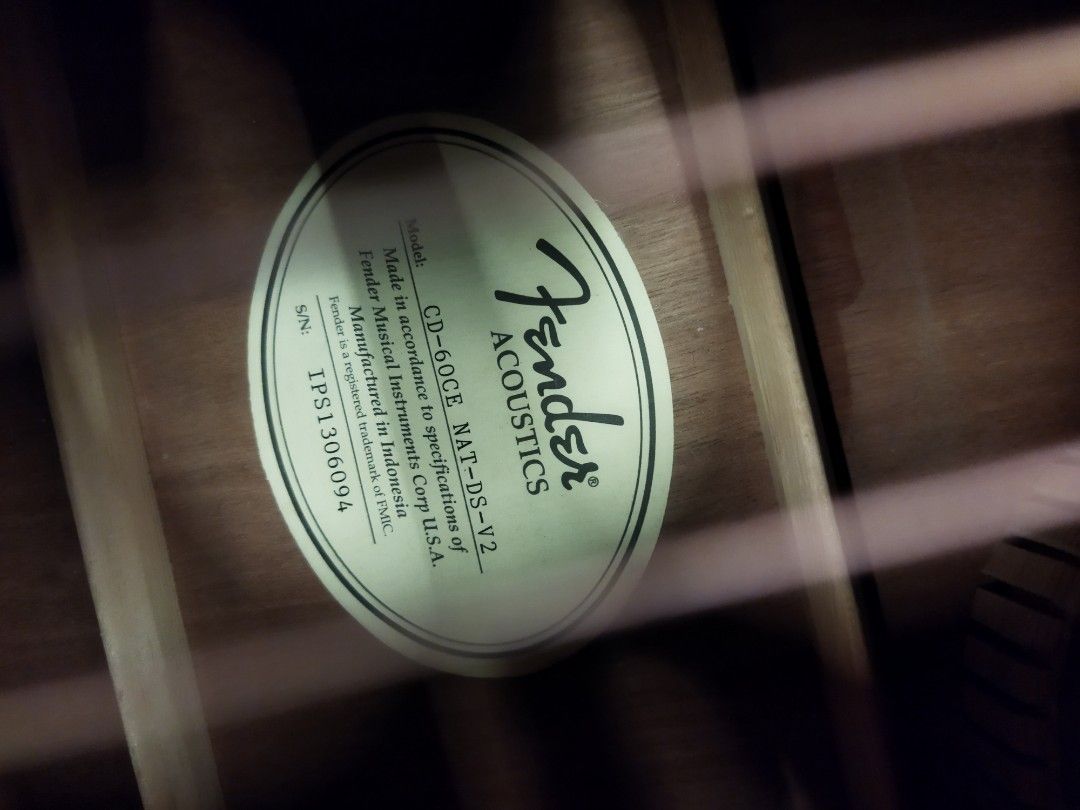 Fender®
ACOUSTICS
Model: CD-60CE NAT-DS-V2
Made in accordance to specifications of
Fender Musical Instruments Corp U.S.A.
Manufactured in Indonesia
Fender is a registered trademark of FMIC.
S/N: IPS1306094